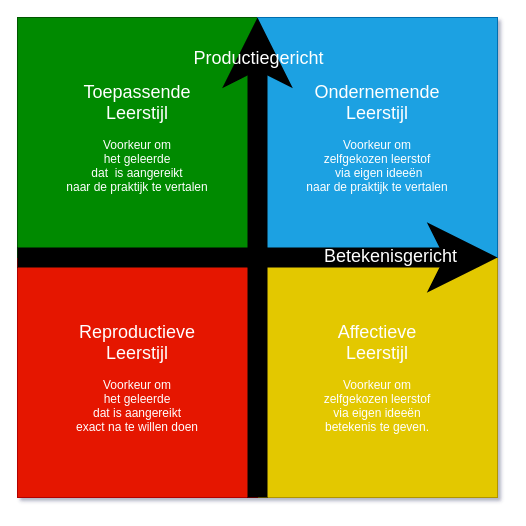 Productiegericht
Toepassende
Leerstijl
Voorkeur om
het geleerde
dat is aangereikt
naar de praktijk te vertalen
Ondernemende
Leerstijl
Voorkeur om
zelfgekozen leerstof
via eigen ideeën
naar de praktijk te vertalen
Betekenisgericht
Reproductieve
Leerstijl
Voorkeur om
het geleerde
dat is aangereikt
exact na te willen doen
Affectieve
Leerstijl
Voorkeur om
zelfgekozen leerstof
via eigen ideeën
betekenis te geven.